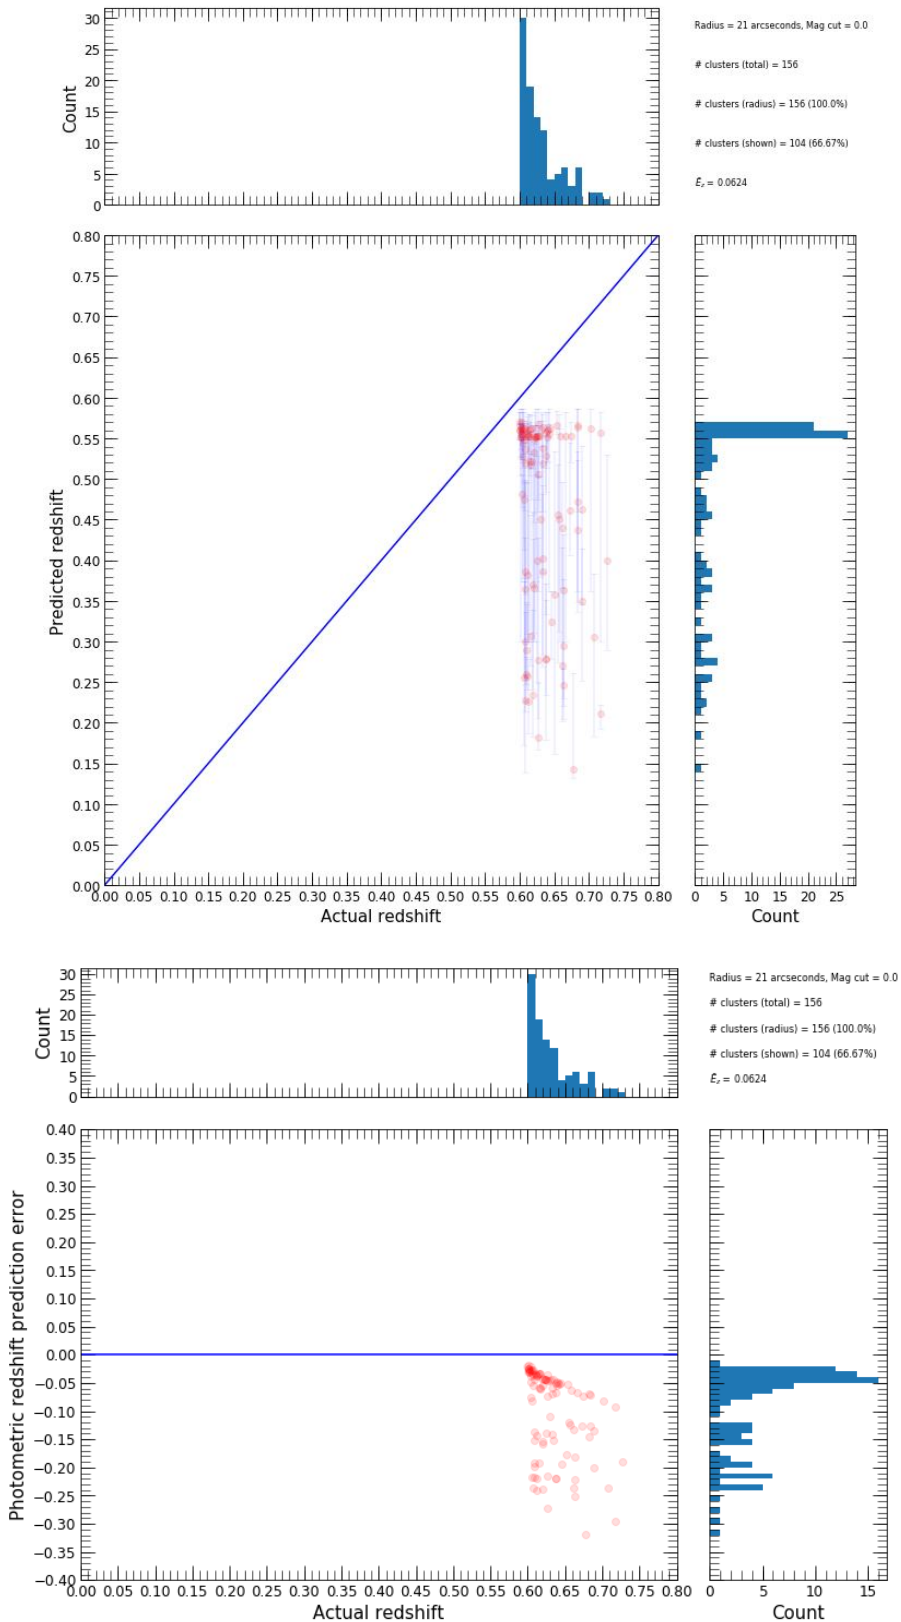 30
25
20
15
10
5
0
Count
Radius = 21 arcseconds, Mag cut = 0.0
# clusters (total) = 156
# clusters (radius) = 156 (100.0%)
# clusters (shown) = 104 (66.67%)
Ēz = 0.0624
0.80
0.75
0.70
0.65
0.60
0.55
0.50
0.45
0.40
0.35
0.30
0.25
0.20
0.15
0.10
0.05
0.00
Predicted redshift
0.00 0.05 0.10 0.15 0.20 0.25 0.30 0.35 0.40 0.45 0.50 0.55 0.60 0.65 0.70 0.75 0.80
Actual redshift
0 5 10 15 20 25
Count
30
25
20
15
10
5
0
Count
Radius = 21 arcseconds, Mag cut = 0.0
# clusters (total) = 156
# clusters (radius) = 156 (100.0%)
# clusters (shown) = 104 (66.67%)
Ēz = 0.0624
0.40
0.35
0.30
0.25
0.20
0.15
0.10
0.05
0.00
−0.05
−0.10
−0.15
−0.20
−0.25
−0.30
−0.35
−0.40
Photometric redshift prediction error
0.00 0.05 0.10 0.15 0.20 0.25 0.30 0.35 0.40 0.45 0.50 0.55 0.60 0.65 0.70 0.75 0.80
Actual redshift
0 5 10 15
Count